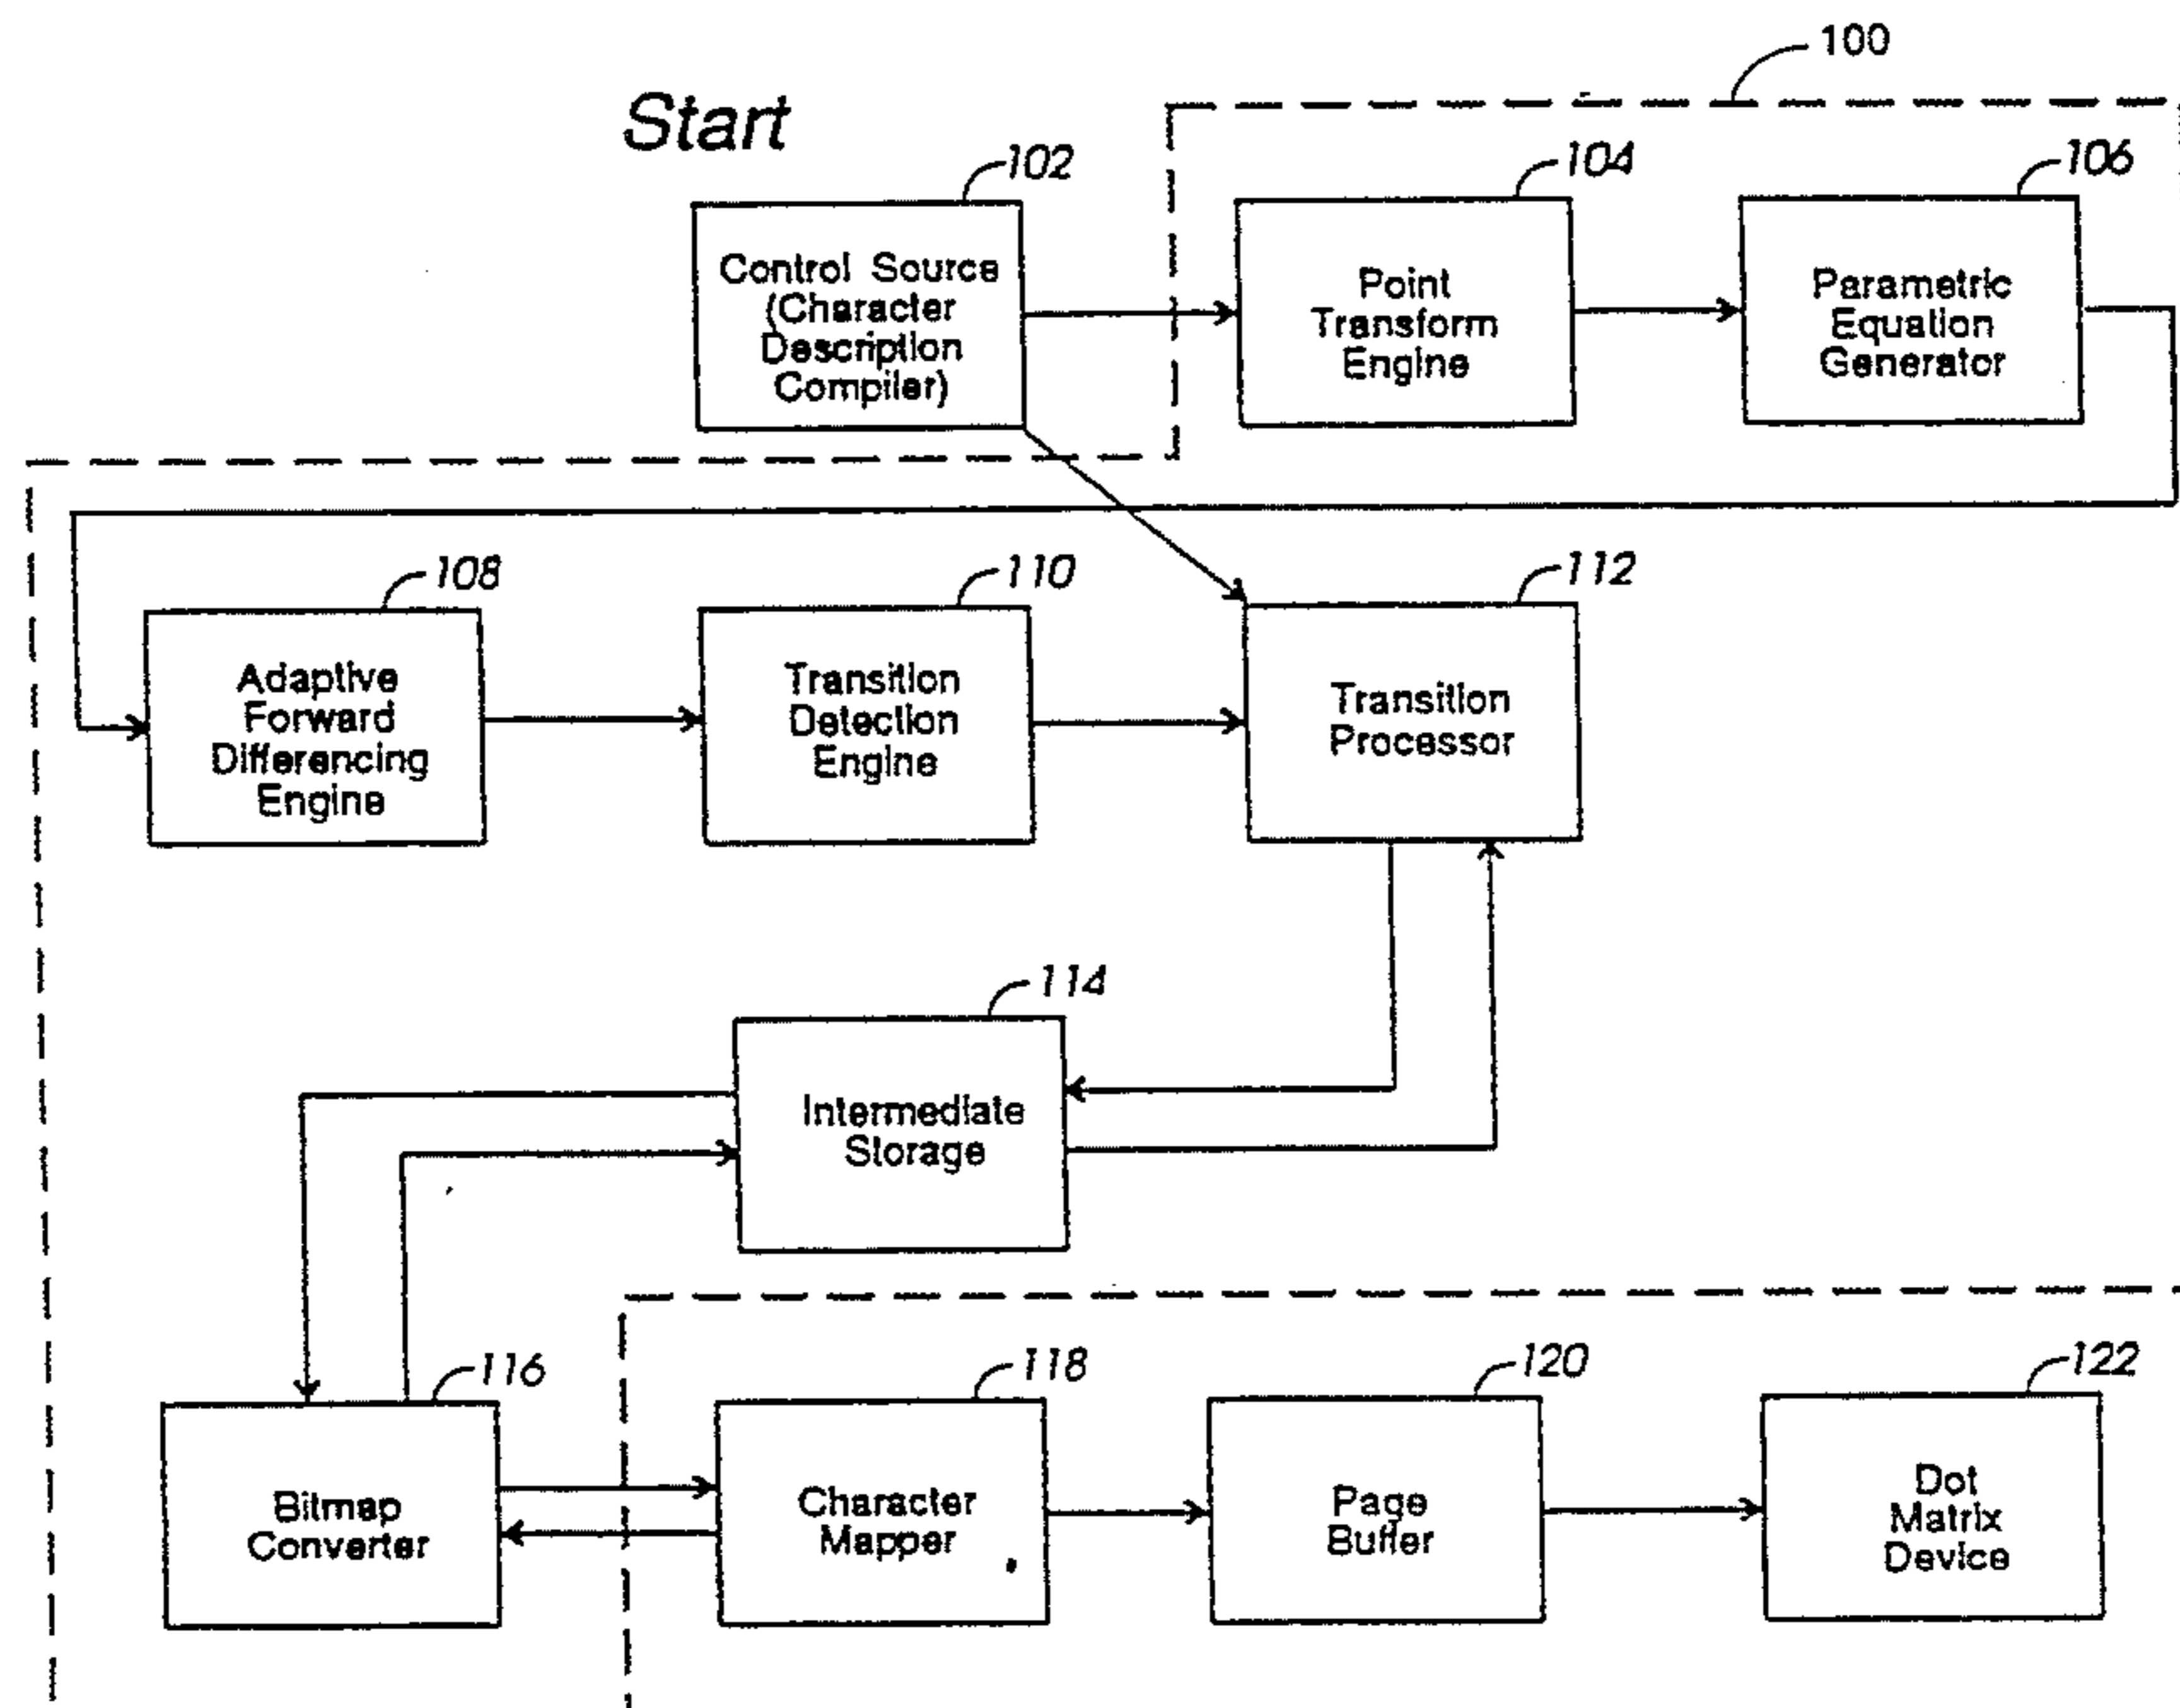 100
Start
102
104
106
Control Source
(Character
Description
Compiler)
Point
Transform
Engine
Parametric
Equation
Generator
108
110
112
Adaptive
Forward
Differencing
Engine
Transition
Detection
Engine
Transition
Processor
114
Intermediate
Storage
116
118
120
122
Bitmap
Converter
Character
Mapper
Page
Buffer
Dot
Matrix
Device